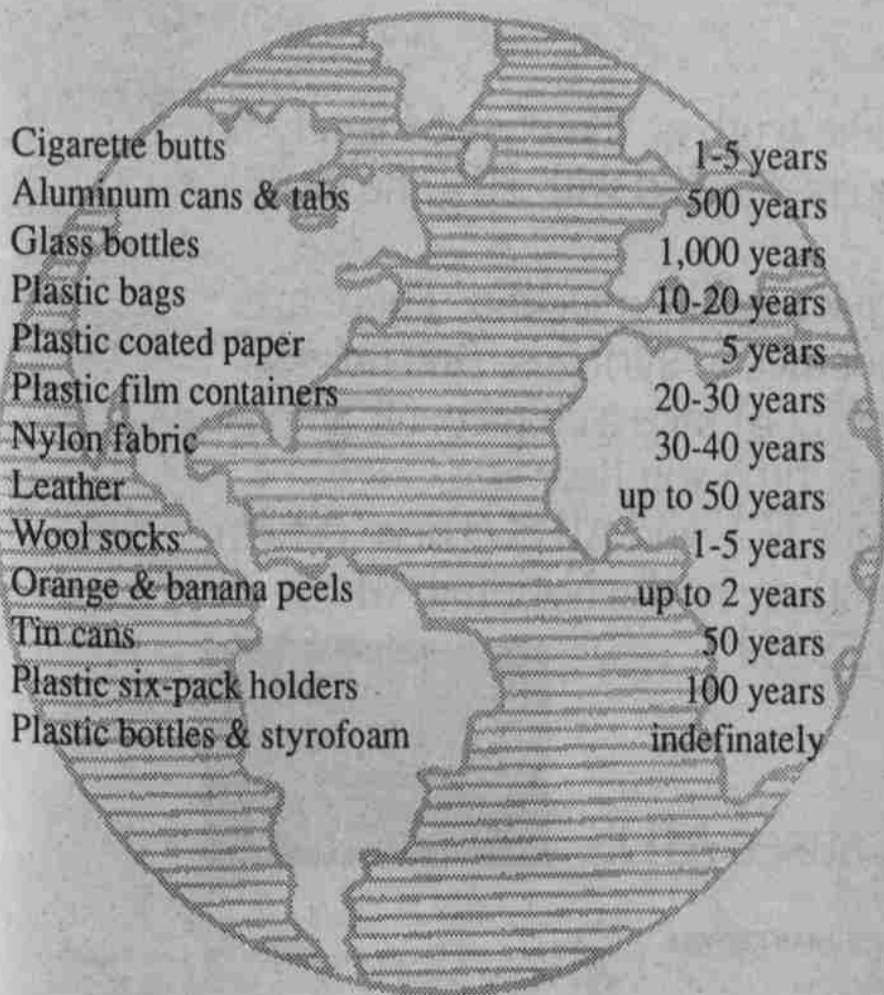 Cigarette butts 1-5 years
Aluminum cans & tabs 500 years
Glass bottles 1,000 years
Plastic bags 10-20 years
Plastic coated paper 5 years
Plastic film containers 20-30 years
Nylon fabric 30-40 years
Leather up to 50 years
Wool socks 1-5 years
Orange & banana peels up to 2 years
Tin cans 50 years
Plastic six-pack holders 100 years
Plastic bottles & styrofoam indefinately